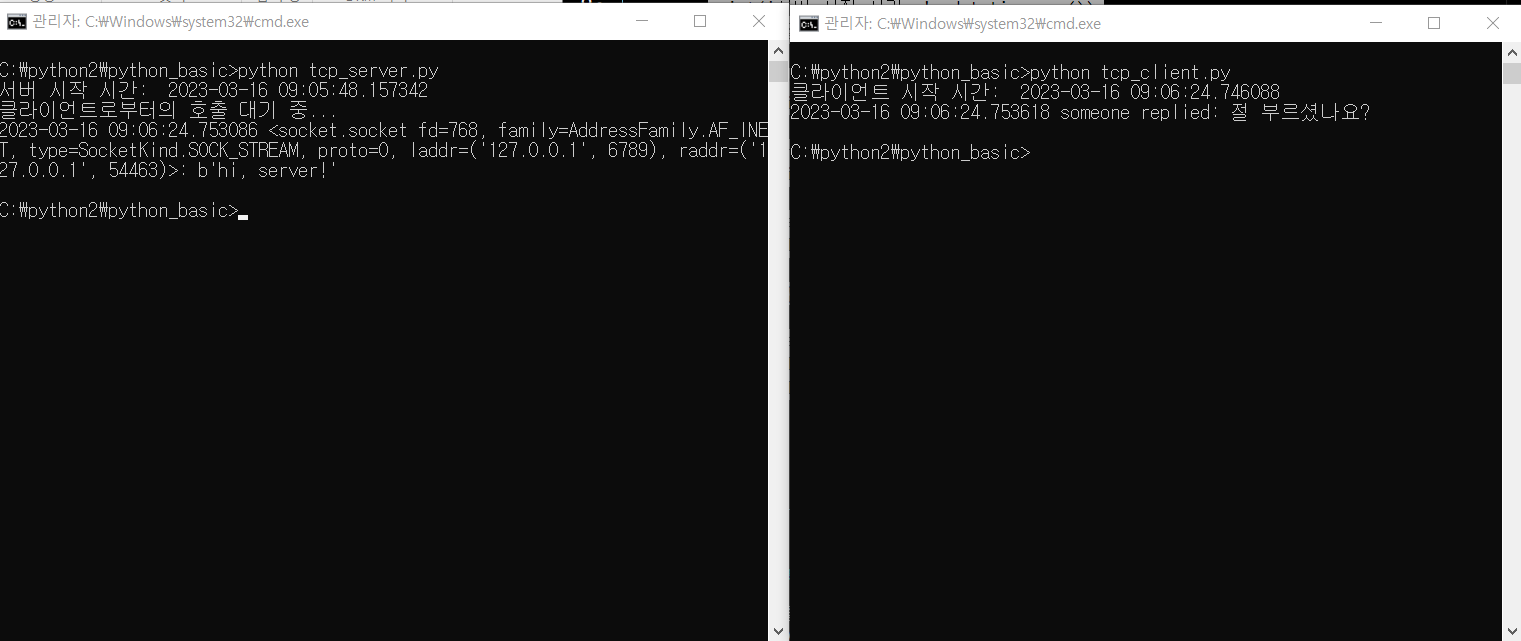 관리자: C:₩Windows₩system32₩cmd.exe
C:₩python2₩python_basic>python tcp_server.py
서버 시작 시간:  2023-03-16 09:05:48.157342
클라이언트로부터의 호출 대기 중...
2023-03-16 09:06:24.753086 <socket.socket fd=768, family=AddressFamily.AF_INE
T, type=SocketKind.SOCK_STREAM, proto=0, laddr=('127.0.0.1', 6789), raddr=('1
27.0.0.1', 54463)>: b'hi, server!'
C:₩python2₩python_basic>
관리자: C:₩Windows₩system32₩cmd.exe
C:₩python2₩python_basic>python tcp_client.py
클라이언트 시작 시간:  2023-03-16 09:06:24.746088
2023-03-16 09:06:24.753618 someone replied: 절 부르셨나요?
C:₩python2₩python_basic>